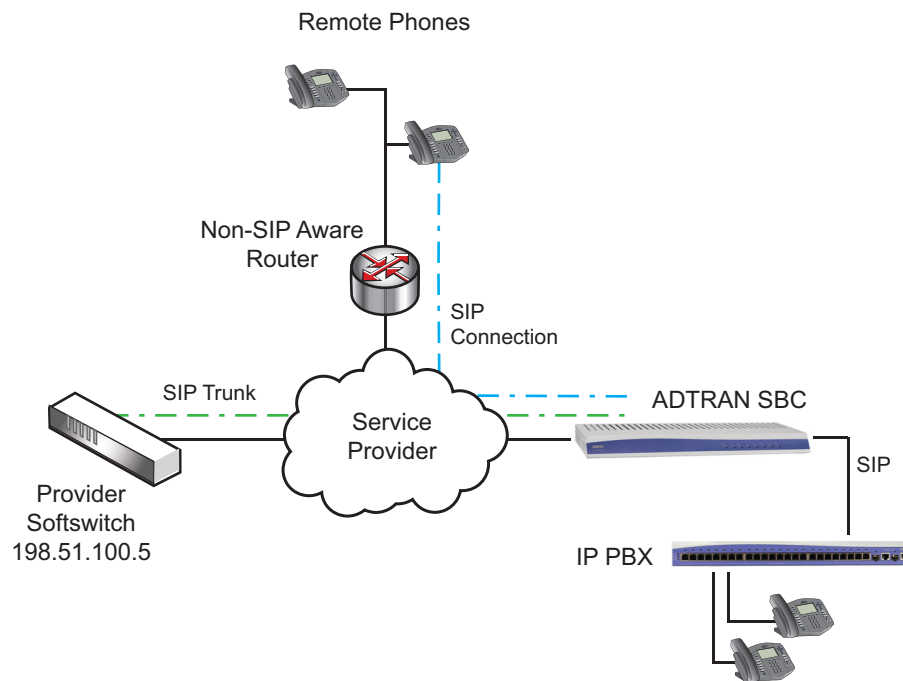 Remote Phones
Non-SIP Aware
Router
SIP
Connection
SIP Trunk
ADTRAN SBC
Service
Provider
SIP
Provider
Softswitch
198.51.100.5
IP PBX